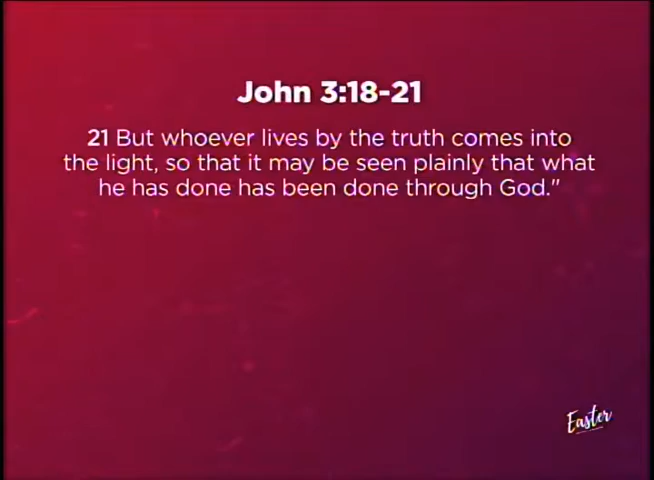 John 3:18-21
21 But whoever lives by the truth comes into
the light, so that it may be seen plainly that what
he has done has been done through God."
Easter